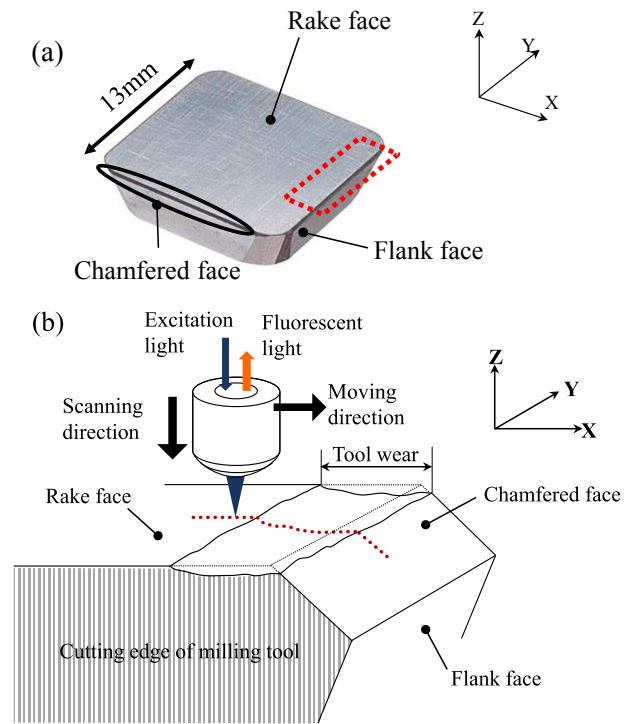 (a)
Rake face
Z
Y
X
13mm
Flank face
Chamfered face
(b)
Excitation
light
Fluorescent
light
Z
Y
X
Scanning
direction
Moving
direction
Tool wear
Rake face
Chamfered face
Cutting edge of milling tool
Flank face